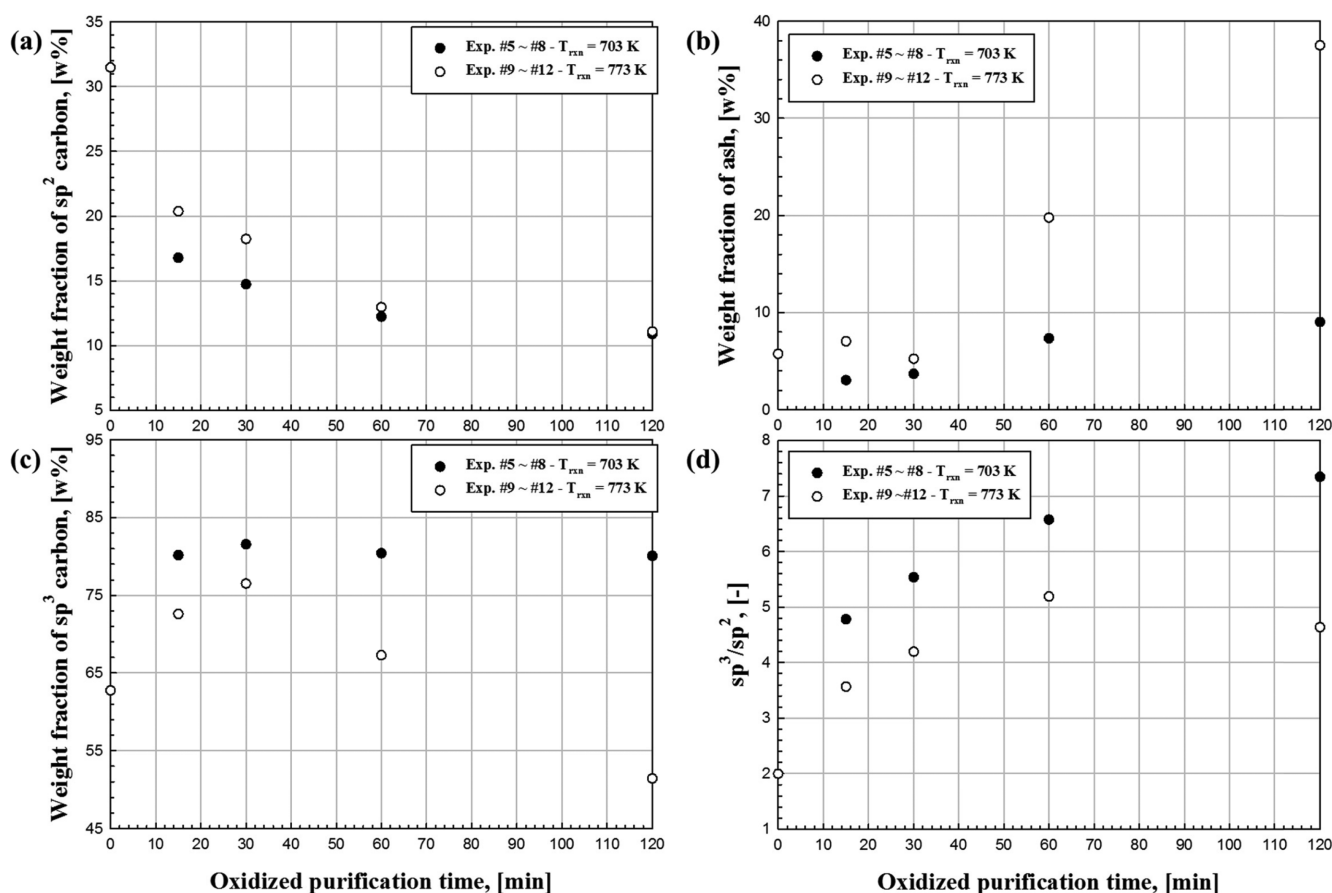 (a)
Weight fraction of sp² carbon, [w%]
35
30
25
20
15
10
5
Exp. #5 ~ #8 - Tᵣₓₙ = 703 K
Exp. #9 ~ #12 - Tᵣₓₙ = 773 K
0 10 20 30 40 50 60 70 80 90 100 110 120
(b)
Weight fraction of ash, [w%]
40
30
20
10
0
Exp. #5 ~ #8 - Tᵣₓₙ = 703 K
Exp. #9 ~ #12 - Tᵣₓₙ = 773 K
0 10 20 30 40 50 60 70 80 90 100 110 120
(c)
Weight fraction of sp³ carbon, [w%]
95
85
75
65
55
45
Exp. #5 ~ #8 - Tᵣₓₙ = 703 K
Exp. #9 ~ #12 - Tᵣₓₙ = 773 K
0 10 20 30 40 50 60 70 80 90 100 110 120
Oxidized purification time, [min]
(d)
sp³/sp², [-]
8
7
6
5
4
3
2
1
Exp. #5 ~ #8 - Tᵣₓₙ = 703 K
Exp. #9 ~ #12 - Tᵣₓₙ = 773 K
0 10 20 30 40 50 60 70 80 90 100 110 120
Oxidized purification time, [min]